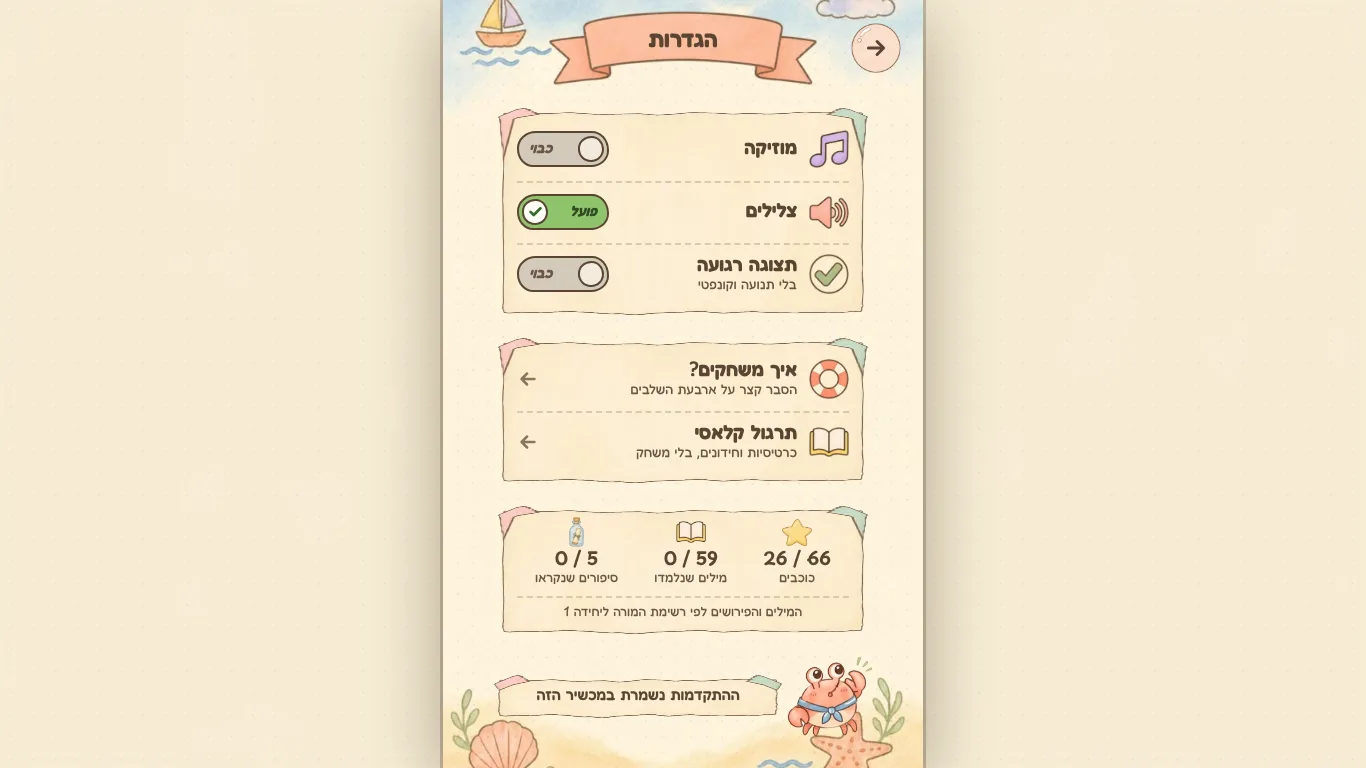 הגדרות
מוזיקה
כבוי
צלילים
פועל
תצוגה רגועה
בלי תנועה וקונפטי
כבוי
איך משחקים?
הסבר קצר על ארבעת השלבים
תרגול קלאסי
כרטיסיות וחידונים, בלי משחק
26 / 66
כוכבים
0 / 59
מילים שנלמדו
0 / 5
סיפורים שנקראו
המילים והפירושים לפי רשימת המורה ליחידה 1
ההתקדמות נשמרת במכשיר הזה